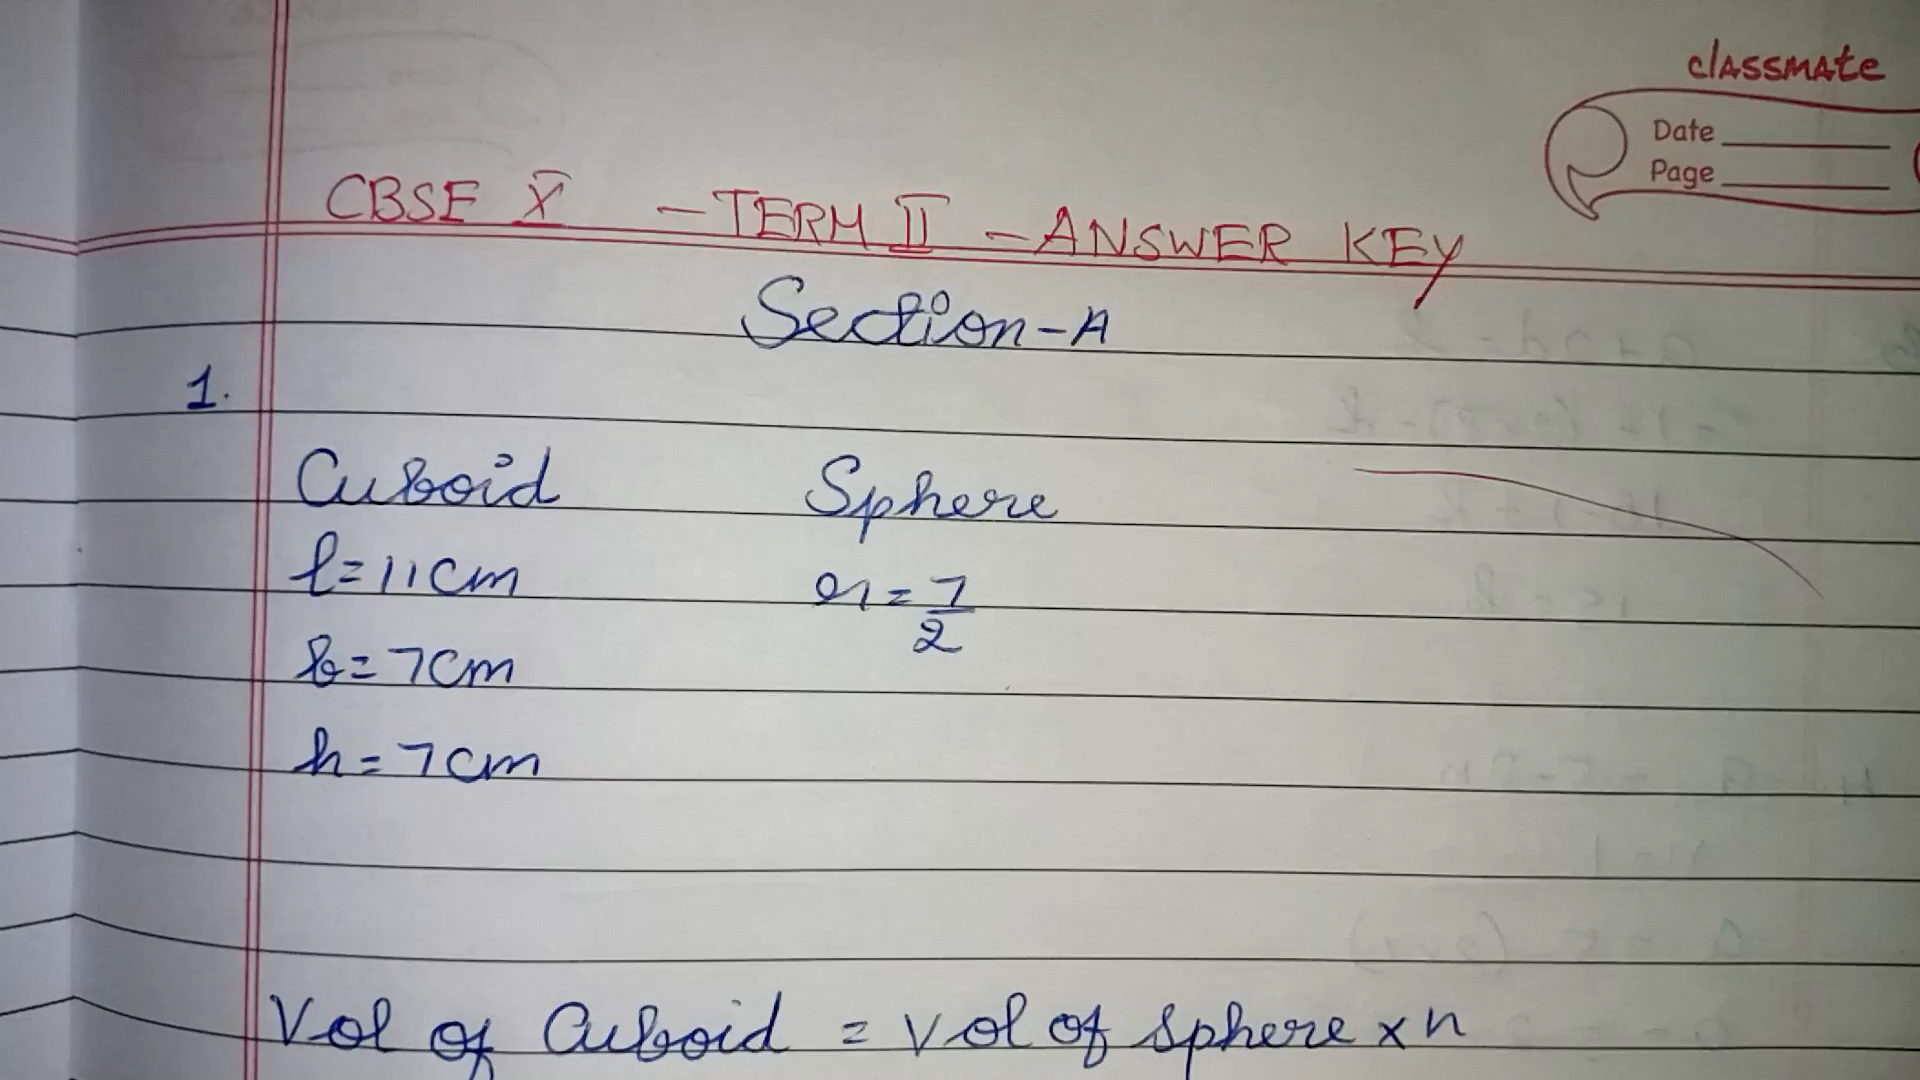 classmate
Date
Page
CBSE X - TERM II - ANSWER KEY
Section-A
1.
Cuboid Sphere
l=11cm r=7/2
b=7cm
h=7cm
Vol of Cuboid = Vol of sphere x n